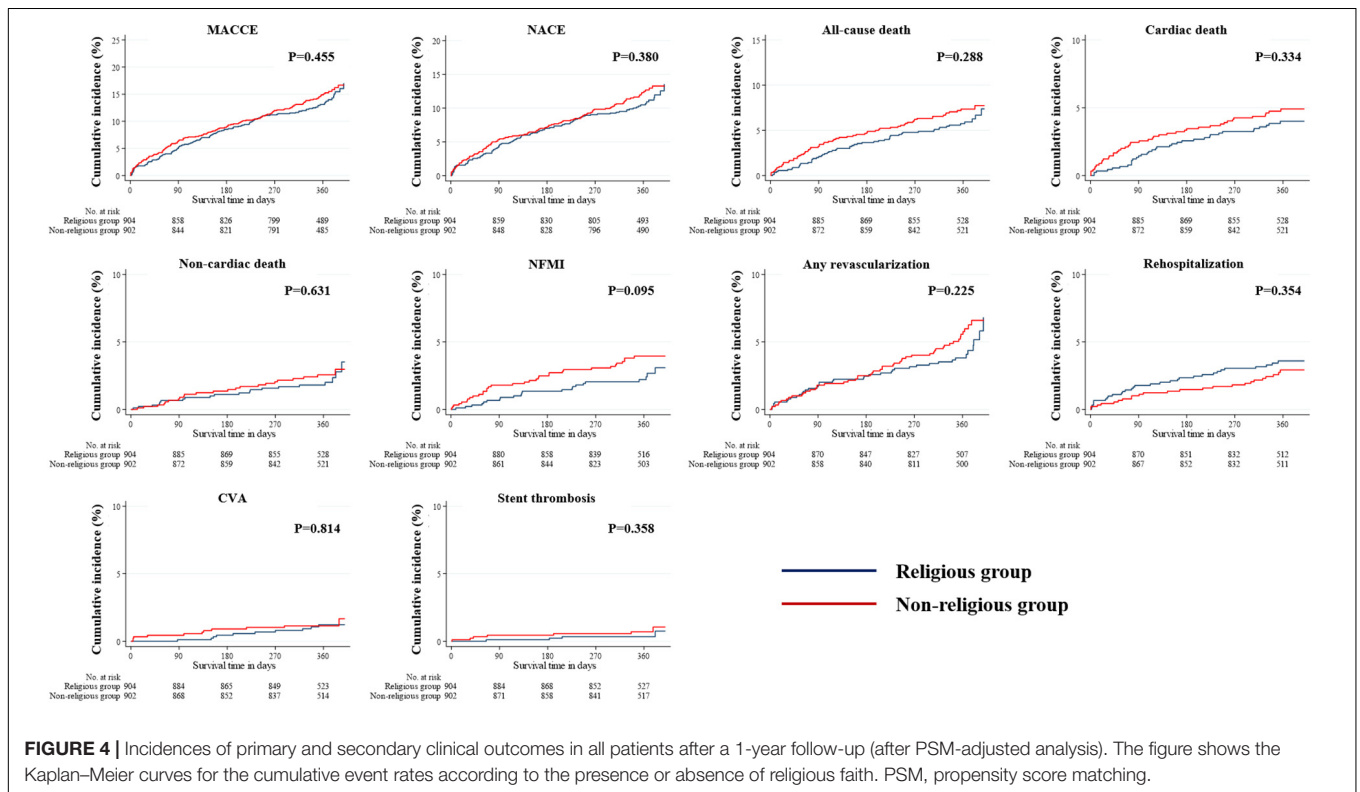 MACCE
Cumulative incidence (%)
25
20
15
10
5
0
P=0.455
0 90 180 270 360
Survival time in days
No. at risk
Religious group 904 858 826 799 489
Non-religious group 902 844 821 791 485
NACE
Cumulative incidence (%)
20
15
10
5
0
P=0.380
0 90 180 270 360
Survival time in days
No. at risk
Religious group 904 859 830 805 493
Non-religious group 902 848 828 796 490
All-cause death
Cumulative incidence (%)
15
10
5
0
P=0.288
0 90 180 270 360
Survival time in days
No. at risk
Religious group 904 885 869 855 528
Non-religious group 902 872 859 842 521
Cardiac death
Cumulative incidence (%)
10
5
0
P=0.334
0 90 180 270 360
Survival time in days
No. at risk
Religious group 904 885 869 855 528
Non-religious group 902 872 859 842 521
Non-cardiac death
Cumulative incidence (%)
10
5
0
P=0.631
0 90 180 270 360
Survival time in days
No. at risk
Religious group 904 885 869 855 528
Non-religious group 902 872 859 842 521
NFMI
Cumulative incidence (%)
10
5
0
P=0.095
0 90 180 270 360
Survival time in days
No. at risk
Religious group 904 880 858 839 516
Non-religious group 902 861 844 823 503
Any revascularization
Cumulative incidence (%)
10
5
0
P=0.225
0 90 180 270 360
Survival time in days
No. at risk
Religious group 904 870 847 827 507
Non-religious group 902 858 840 811 500
Rehospitalization
Cumulative incidence (%)
10
5
0
P=0.354
0 90 180 270 360
Survival time in days
No. at risk
Religious group 904 870 851 832 512
Non-religious group 902 867 852 832 511
CVA
Cumulative incidence (%)
10
5
0
P=0.814
0 90 180 270 360
Survival time in days
No. at risk
Religious group 904 884 865 849 523
Non-religious group 902 868 852 837 514
Stent thrombosis
Cumulative incidence (%)
10
5
0
P=0.358
0 90 180 270 360
Survival time in days
No. at risk
Religious group 904 884 868 852 527
Non-religious group 902 871 858 841 517
Religious group
Non-religious group
FIGURE 4 | Incidences of primary and secondary clinical outcomes in all patients after a 1-year follow-up (after PSM-adjusted analysis). The figure shows the
Kaplan–Meier curves for the cumulative event rates according to the presence or absence of religious faith. PSM, propensity score matching.